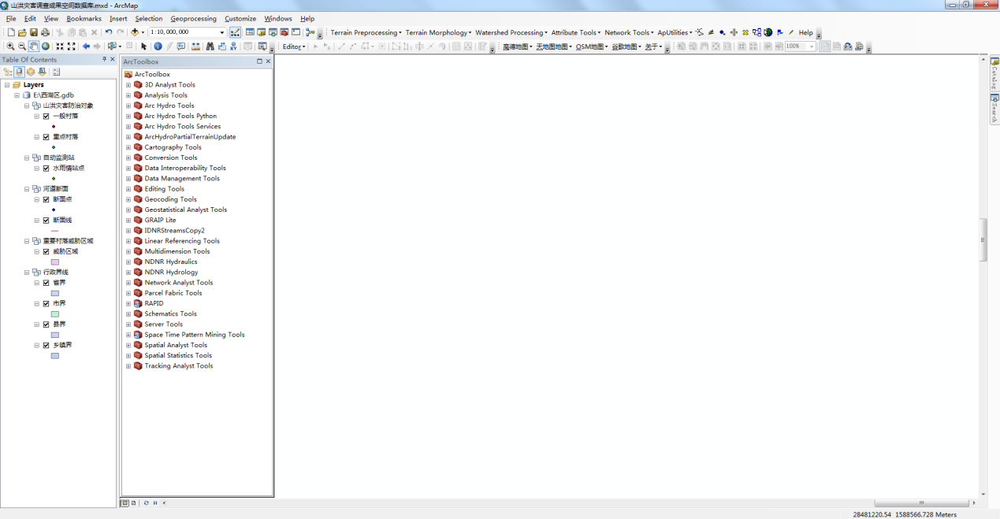 山洪灾害调查成果空间数据库.mxd - ArcMap
File Edit View Bookmarks Insert Selection Geoprocessing Customize Windows Help
1:10,000,000 Terrain Preprocessing Terrain Morphology Watershed Processing Attribute Tools Network Tools ApUtilities Help
Editor 高德地图 天地图地图 OSM地图 谷歌地图 关于 100%
Table Of Contents
Layers
E:\西湖区.gdb
山洪灾害防治对象
一般村落
重点村落
自动监测站
水雨情站点
河道断面
断面点
断面线
重要村落威胁区域
威胁区域
行政界线
省界
市界
县界
乡镇界
ArcToolbox
ArcToolbox
3D Analyst Tools
Analysis Tools
Arc Hydro Tools
Arc Hydro Tools Python
Arc Hydro Tools Services
ArcHydroPartialTerrainUpdate
Cartography Tools
Conversion Tools
Data Interoperability Tools
Data Management Tools
Editing Tools
Geocoding Tools
Geostatistical Analyst Tools
GRAIP Lite
IDNRStreamsCopy2
Linear Referencing Tools
Multidimension Tools
NDNR Hydraulics
NDNR Hydrology
Network Analyst Tools
Parcel Fabric Tools
RAPID
Schematics Tools
Server Tools
Space Time Pattern Mining Tools
Spatial Analyst Tools
Spatial Statistics Tools
Tracking Analyst Tools
Catalog
Search
28481220.54 1588566.728 Meters